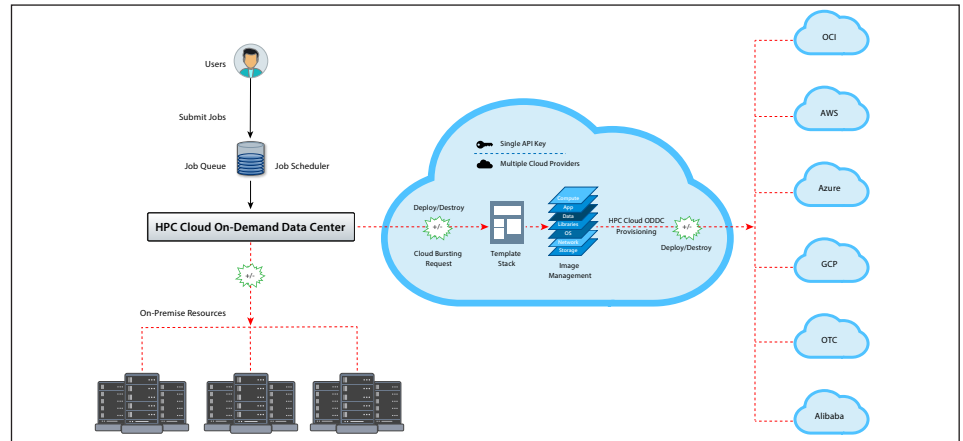 Users
Submit Jobs
Job Queue
Job Scheduler
HPC Cloud On-Demand Data Center
+/-
On-Premise Resources
Single API Key
Multiple Cloud Providers
Deploy/Destroy
+/-
Cloud Bursting
Request
Template
Stack
Compute
App
Data
Libraries
OS
Network
Storage
Image
Management
HPC Cloud ODDC
Provisioning
+/-
Deploy/Destroy
OCI
AWS
Azure
GCP
OTC
Alibaba